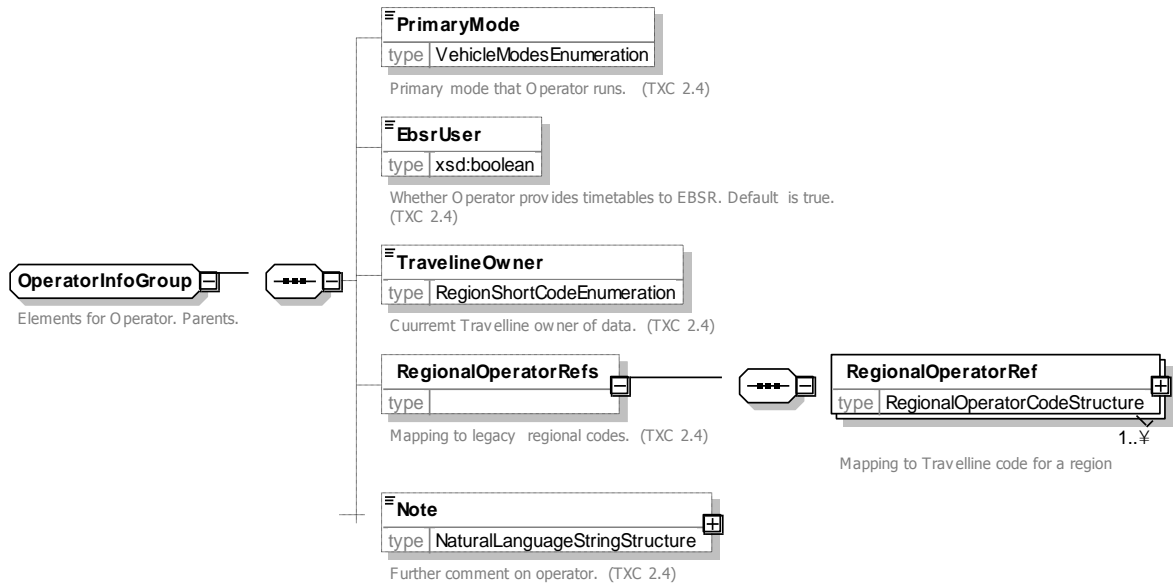 PrimaryMode
type VehicleModesEnumeration
Primary mode that Operator runs. (TXC 2.4)
EbsrUser
type xsd:boolean
Whether Operator provides timetables to EBSR. Default is true.
(TXC 2.4)
OperatorInfoGroup
Elements for Operator. Parents.
TravelineOwner
type RegionShortCodeEnumeration
Cuurremt Travelline owner of data. (TXC 2.4)
RegionalOperatorRefs
type
Mapping to legacy regional codes. (TXC 2.4)
RegionalOperatorRef
type RegionalOperatorCodeStructure
1..¥
Mapping to Travelline code for a region
Note
type NaturalLanguageStringStructure
Further comment on operator. (TXC 2.4)